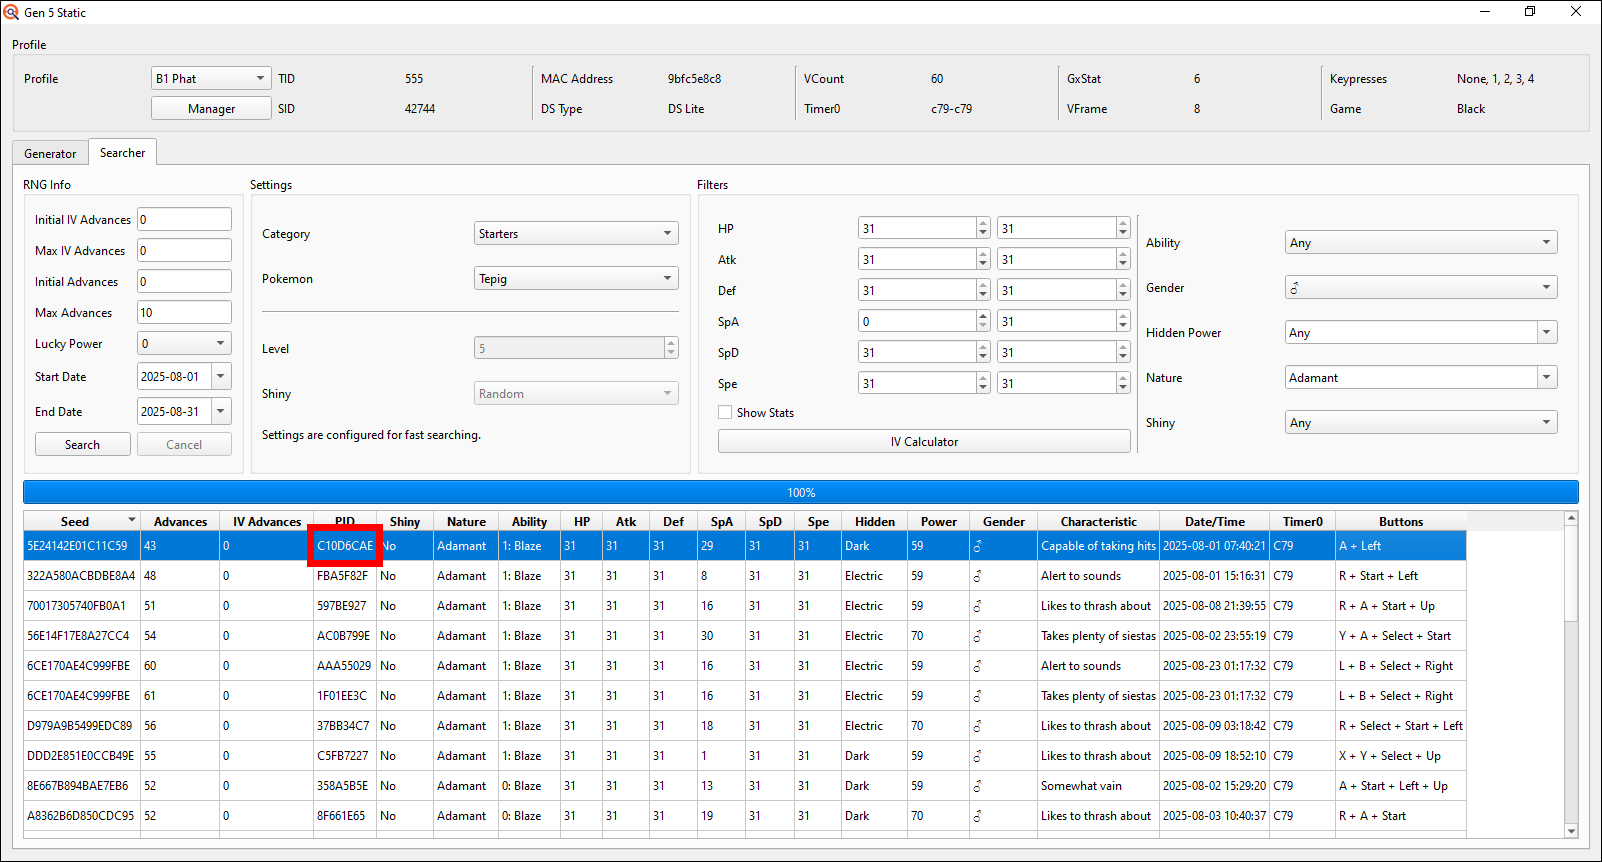 Gen 5 Static
Profile
Profile B1 Phat TID 555 MAC Address 9bfc5e8c8 VCount 60 GxStat 6 Keypresses None, 1, 2, 3, 4
Manager SID 42744 DS Type DS Lite Timer0 c79-c79 VFrame 8 Game Black
Generator Searcher
RNG Info
Initial IV Advances 0
Max IV Advances 0
Initial Advances 0
Max Advances 10
Lucky Power 0
Start Date 2025-08-01
End Date 2025-08-31
Search Cancel
Settings
Category Starters
Pokemon Tepig
Level 5
Shiny Random
Settings are configured for fast searching.
Filters
HP 31 31
Atk 31 31
Def 31 31
SpA 0 31
SpD 31 31
Spe 31 31
Show Stats
IV Calculator
Ability Any
Gender ♂
Hidden Power Any
Nature Adamant
Shiny Any
100%
Seed Advances IV Advances PID Shiny Nature Ability HP Atk Def SpA SpD Spe Hidden Power Gender Characteristic Date/Time Timer0 Buttons
5E24142E01C11C59 43 0 C10D6CAE No Adamant 1: Blaze 31 31 31 29 31 31 Dark 59 ♂ Capable of taking hits 2025-08-01 07:40:21 C79 A + Left
322A580ACBDBE8A4 48 0 FBA5F82F No Adamant 1: Blaze 31 31 31 8 31 31 Electric 59 ♂ Alert to sounds 2025-08-01 15:16:31 C79 R + Start + Left
70017305740FB0A1 51 0 597BE927 No Adamant 1: Blaze 31 31 31 16 31 31 Electric 59 ♂ Likes to thrash about 2025-08-08 21:39:55 C79 R + A + Start + Up
56E14F17E8A27CC4 54 0 AC0B799E No Adamant 1: Blaze 31 31 31 30 31 31 Electric 70 ♂ Takes plenty of siestas 2025-08-02 23:55:19 C79 Y + A + Select + Start
6CE170AE4C999FBE 60 0 AAA55029 No Adamant 1: Blaze 31 31 31 16 31 31 Electric 59 ♂ Alert to sounds 2025-08-23 01:17:32 C79 L + B + Select + Right
6CE170AE4C999FBE 61 0 1F01EE3C No Adamant 1: Blaze 31 31 31 16 31 31 Electric 59 ♂ Takes plenty of siestas 2025-08-23 01:17:32 C79 L + B + Select + Right
D979A9B5499EDC89 56 0 37BB34C7 No Adamant 1: Blaze 31 31 31 18 31 31 Electric 70 ♂ Likes to thrash about 2025-08-09 03:18:42 C79 R + Select + Start + Left
DDD2E851E0CCB49E 55 0 C5FB7227 No Adamant 1: Blaze 31 31 31 1 31 31 Dark 59 ♂ Likes to thrash about 2025-08-09 18:52:10 C79 X + Y + Select + Up
8E667B894BAE7EB6 52 0 358A5B5E No Adamant 0: Blaze 31 31 31 13 31 31 Dark 59 ♂ Somewhat vain 2025-08-02 15:29:20 C79 A + Start + Left + Up
A8362B6D850CDC95 52 0 8F661E65 No Adamant 0: Blaze 31 31 31 19 31 31 Dark 70 ♂ Likes to thrash about 2025-08-03 10:40:37 C79 R + A + Start